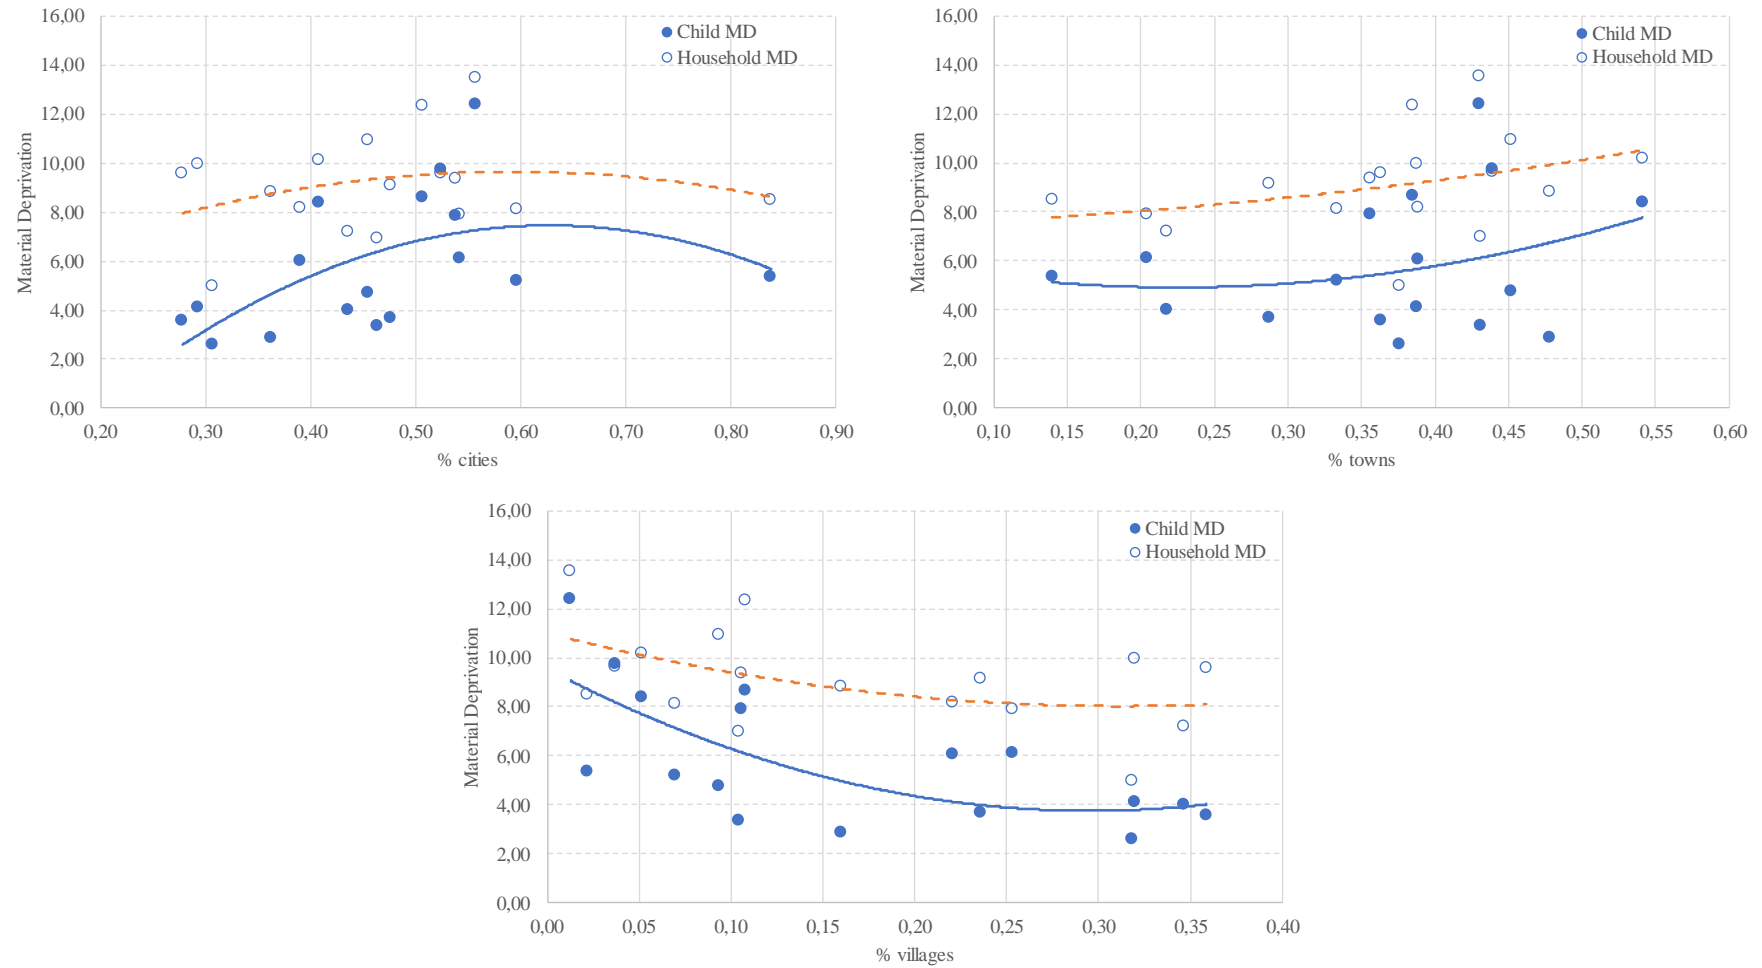 16,00
14,00
12,00
10,00
8,00
6,00
4,00
2,00
0,00
Material Deprivation
0,20 0,30 0,40 0,50 0,60 0,70 0,80 0,90
% cities
Child MD
Household MD
16,00
14,00
12,00
10,00
8,00
6,00
4,00
2,00
0,00
Material Deprivation
0,10 0,15 0,20 0,25 0,30 0,35 0,40 0,45 0,50 0,55 0,60
% towns
Child MD
Household MD
16,00
14,00
12,00
10,00
8,00
6,00
4,00
2,00
0,00
Material Deprivation
0,00 0,05 0,10 0,15 0,20 0,25 0,30 0,35 0,40
% villages
Child MD
Household MD